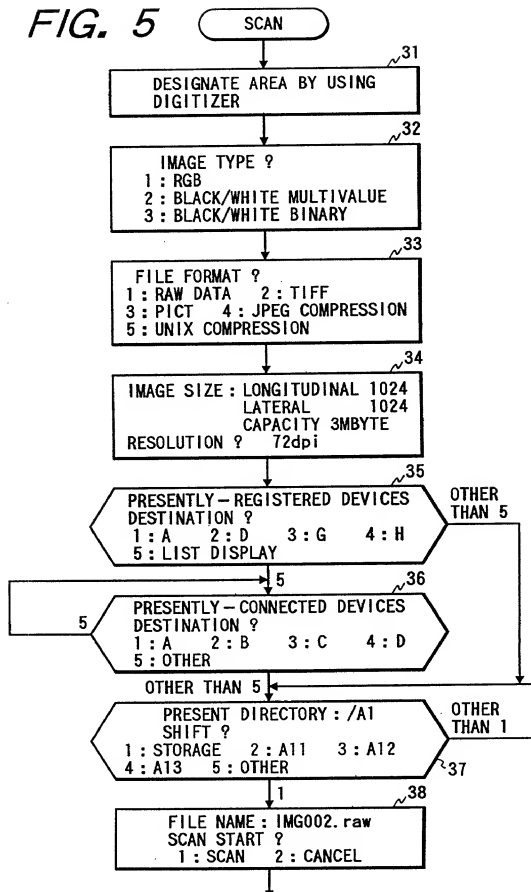 FIG. 5
SCAN
31
DESIGNATE AREA BY USING
DIGITIZER
32
IMAGE TYPE ?
1 : RGB
2 : BLACK/WHITE MULTIVALUE
3 : BLACK/WHITE BINARY
33
FILE FORMAT ?
1 : RAW DATA 2 : TIFF
3 : PICT 4 : JPEG COMPRESSION
5 : UNIX COMPRESSION
34
IMAGE SIZE : LONGITUDINAL 1024
LATERAL 1024
CAPACITY 3MBYTE
RESOLUTION ? 72dpi
35
PRESENTLY-REGISTERED DEVICES
DESTINATION ?
1 : A 2 : D 3 : G 4 : H
5 : LIST DISPLAY
OTHER
THAN 5
5
36
5
PRESENTLY-CONNECTED DEVICES
DESTINATION ?
1 : A 2 : B 3 : C 4 : D
5 : OTHER
OTHER THAN 5
PRESENT DIRECTORY : /A1
SHIFT ?
1 : STORAGE 2 : A11 3 : A12
4 : A13 5 : OTHER
OTHER
THAN 1
37
1
38
FILE NAME : IMG002.raw
SCAN START ?
1 : SCAN 2 : CANCEL